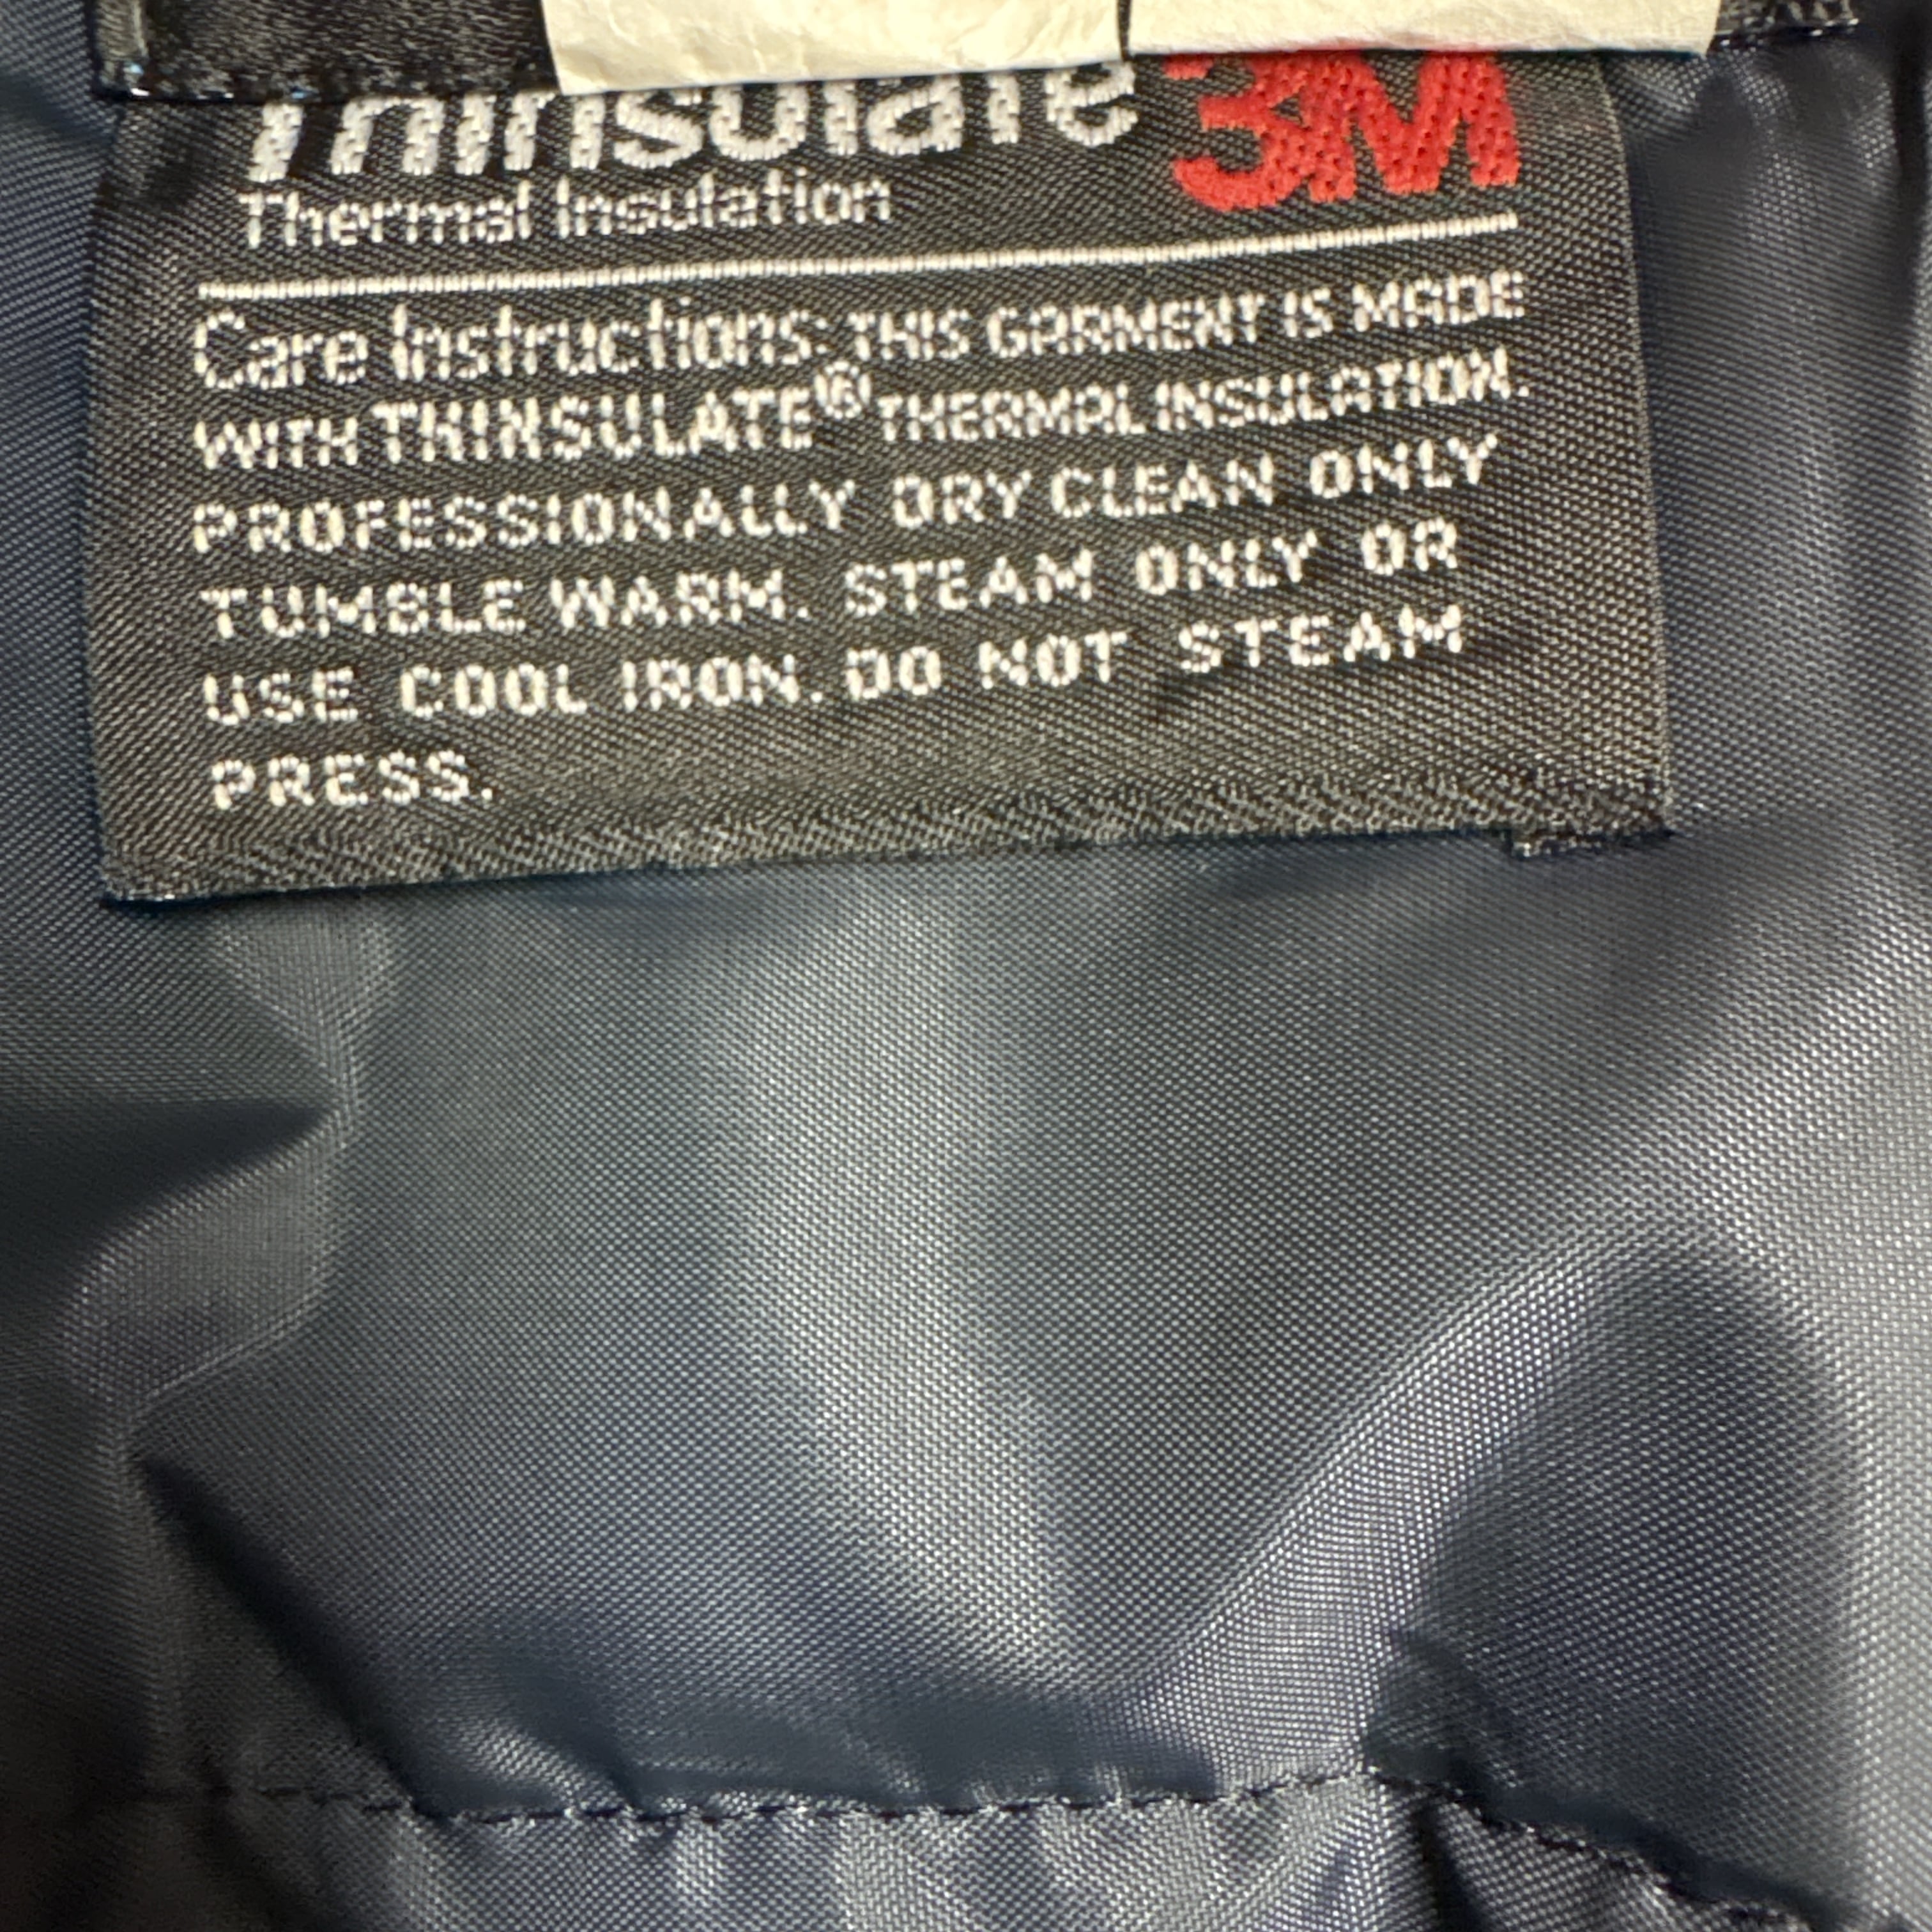 Thinsulate 3M
Thermal Insulation
Care Instructions: THIS GARMENT IS MADE
WITH THINSULATE® THERMAL INSULATION.
PROFESSIONALLY DRY CLEAN ONLY
TUMBLE WARM. STEAM ONLY OR
USE COOL IRON. DO NOT STEAM
PRESS.